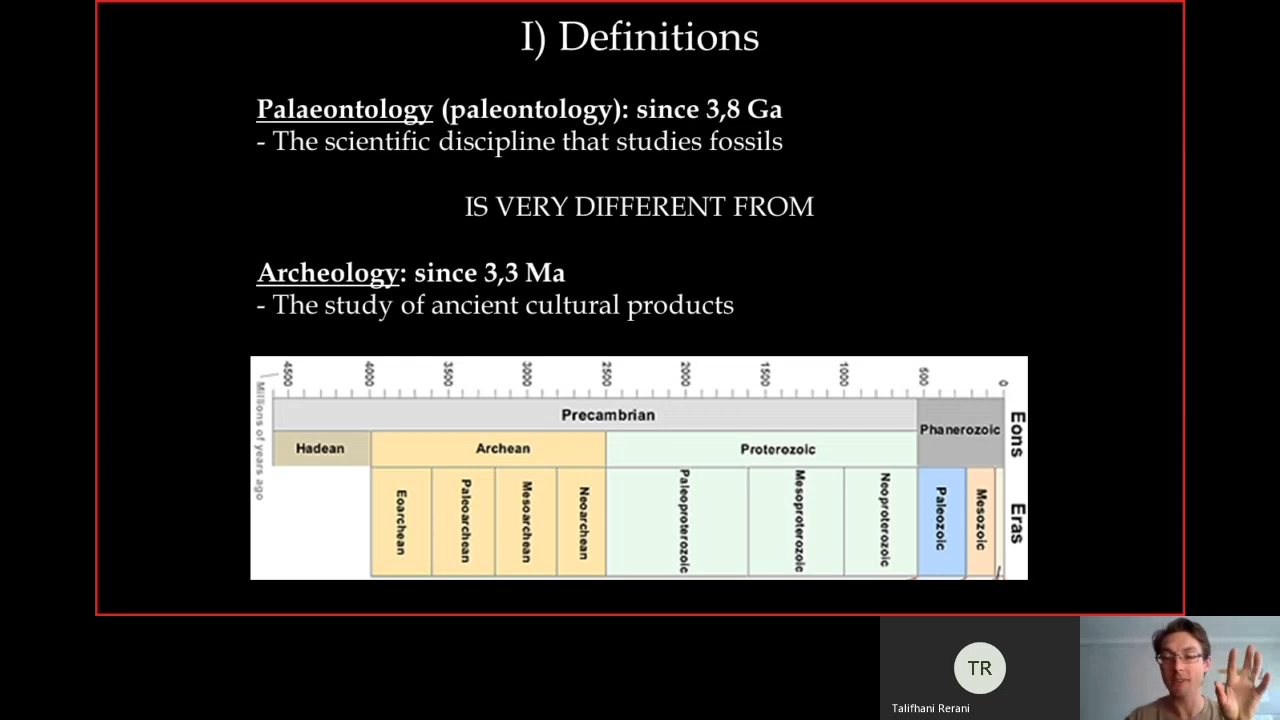 I) Definitions
Palaeontology (paleontology): since 3,8 Ga
- The scientific discipline that studies fossils
IS VERY DIFFERENT FROM
Archeology: since 3,3 Ma
- The study of ancient cultural products
4500 4000 3500 3000 2500 2000 1500 1000 500 0
Millions of years ago
Precambrian Phanerozoic Eons
Hadean Archean Proterozoic
Eoarchean Paleoarchean Mesoarchean Neoarchean Paleoproterozoic Mesoproterozoic Neoproterozoic Paleozoic Mesozoic Eras
TR
Talifhani Rerani